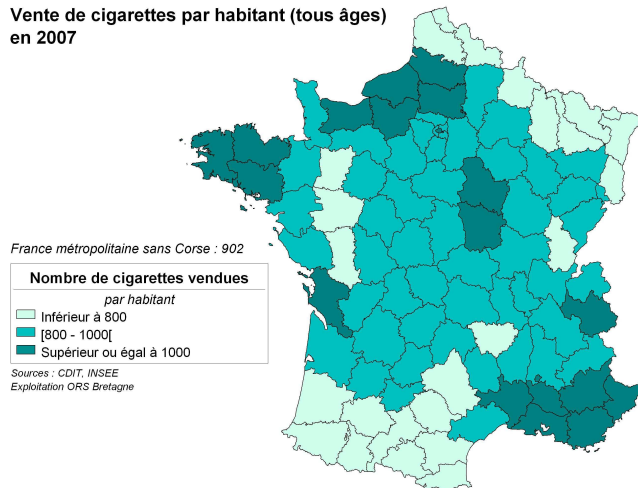 Vente de cigarettes par habitant (tous âges)
en 2007
France métropolitaine sans Corse : 902
Nombre de cigarettes vendues
par habitant
Inférieur à 800
[800 - 1000[
Supérieur ou égal à 1000
Sources : CDIT, INSEE
Exploitation ORS Bretagne